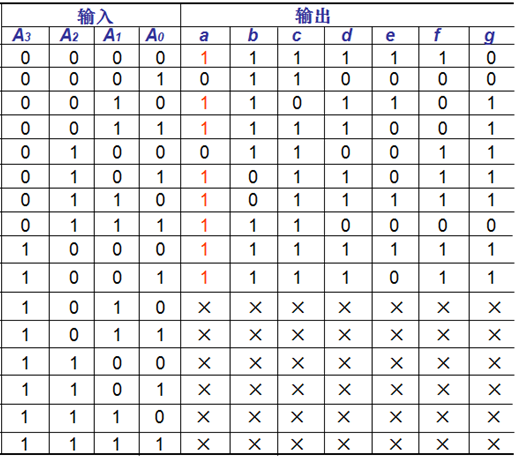 输入 输出
A3 A2 A1 A0 a b c d e f g
0 0 0 0 1 1 1 1 1 1 0
0 0 0 1 0 1 1 0 0 0 0
0 0 1 0 1 1 0 1 1 0 1
0 0 1 1 1 1 1 1 0 0 1
0 1 0 0 0 1 1 0 0 1 1
0 1 0 1 1 0 1 1 0 1 1
0 1 1 0 1 0 1 1 1 1 1
0 1 1 1 1 1 1 0 0 0 0
1 0 0 0 1 1 1 1 1 1 1
1 0 0 1 1 1 1 1 0 1 1
1 0 1 0 × × × × × × ×
1 0 1 1 × × × × × × ×
1 1 0 0 × × × × × × ×
1 1 0 1 × × × × × × ×
1 1 1 0 × × × × × × ×
1 1 1 1 × × × × × × ×